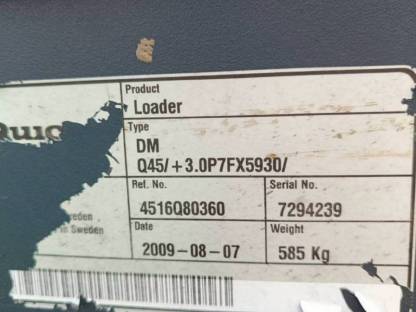 Product
Loader
Type
DM
Q45/+3.0P7FX5930/
Ref. No.
Serial No.
4516Q80360
7294239
Date
Weight
in Sweden
2009-08-07
585 Kg